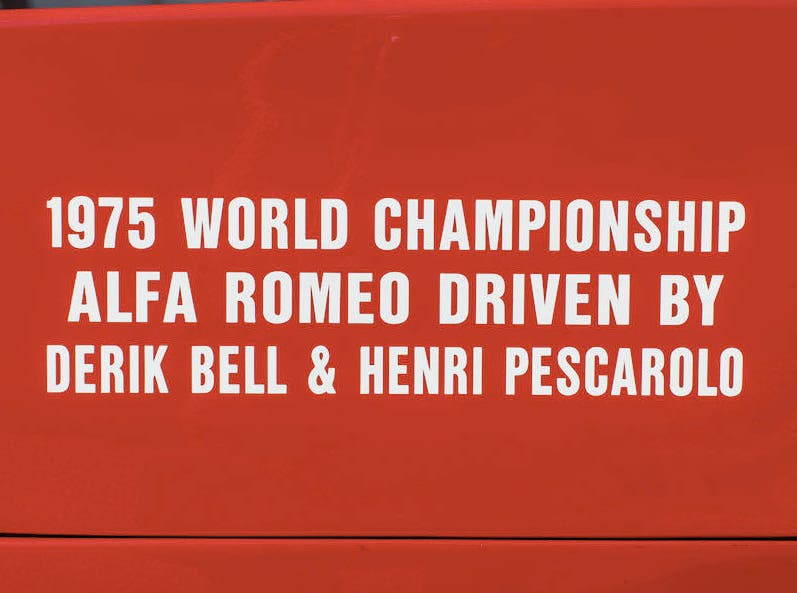 1975 WORLD CHAMPIONSHIP
ALFA ROMEO DRIVEN BY
DERIK BELL & HENRI PESCAROLO